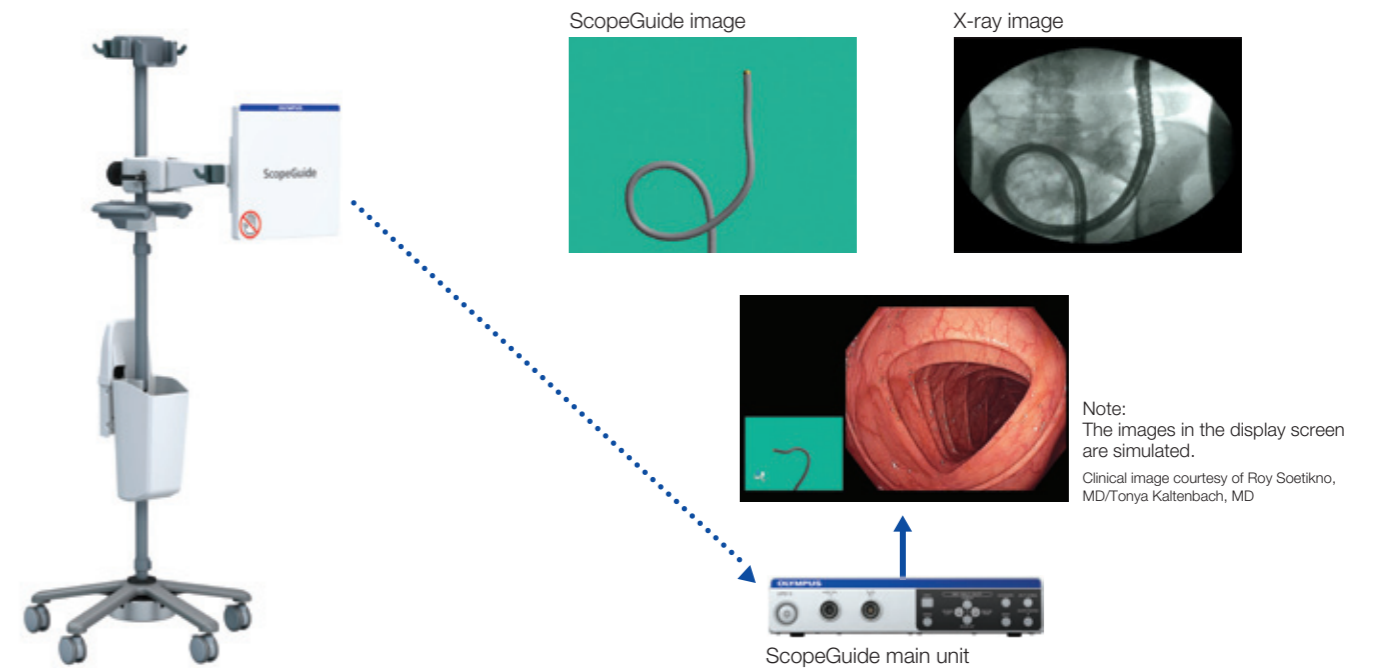 ScopeGuide image
X-ray image
OLYMPUS
ScopeGuide
Note:
The images in the display screen
are simulated.
Clinical image courtesy of Roy Soetikno,
MD/Tonya Kaltenbach, MD
OLYMPUS
ScopeGuide main unit